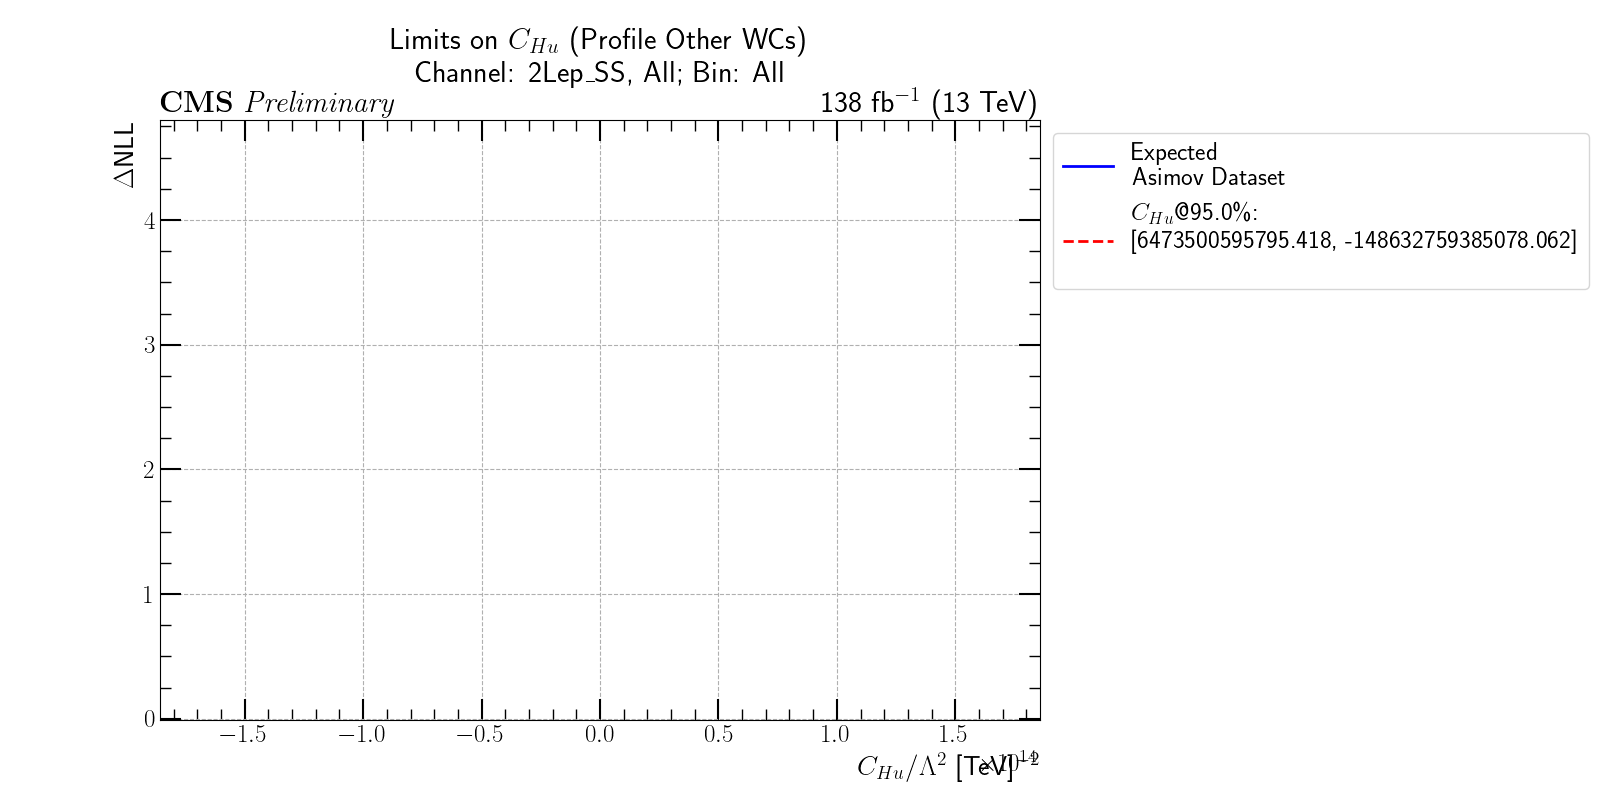 Limits on C_{Hu} (Profile Other WCs)
Channel: 2Lep_SS, All; Bin: All
CMS Preliminary
138 fb^{−1} (13 TeV)
ΔNLL
4
3
2
1
0
−1.5 −1.0 −0.5 0.0 0.5 1.0 1.5
C_{Hu}/Λ^2 [TeV]^{−2}
×10^{14}
Expected
Asimov Dataset
C_{Hu}@95.0%:
[6473500595795.418, -148632759385078.062]